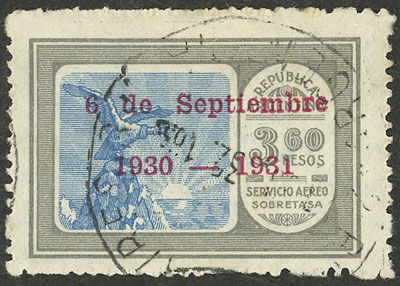 REPUBLICA
6 de Septiembre
3 60
PESOS
1930 — 1931
SERVICIO AEREO
SOBRETASA